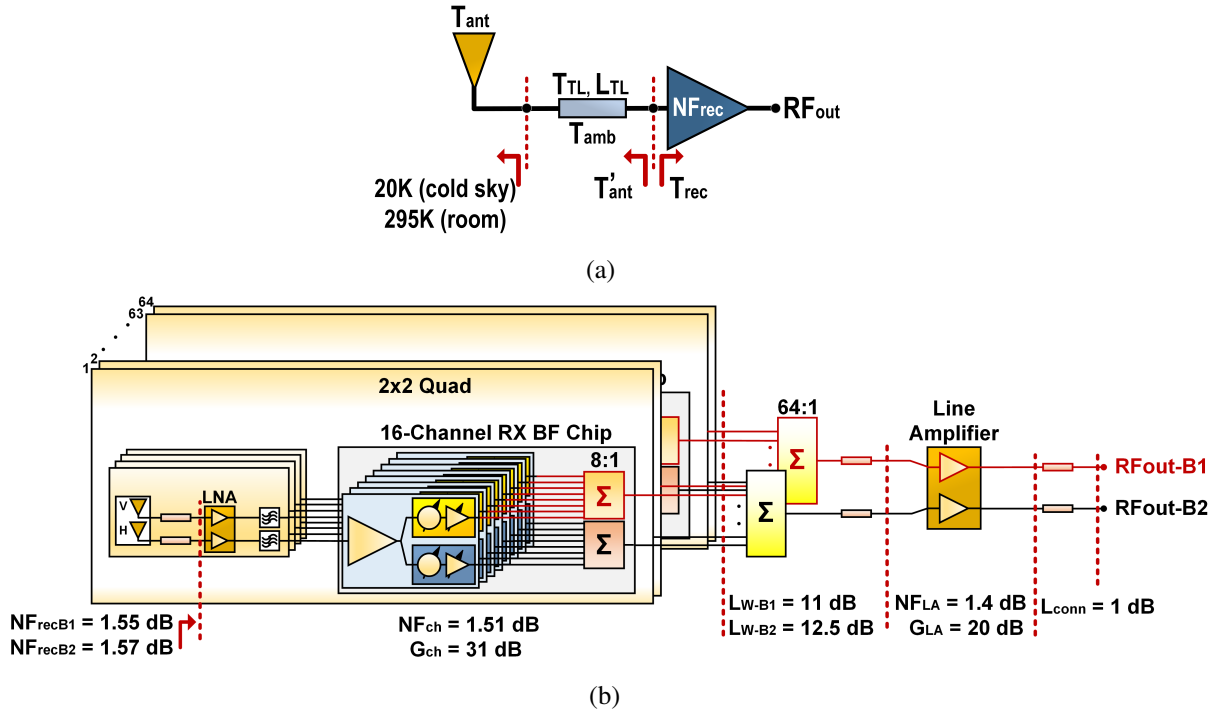 Tant
TTL, LTL
NFrec
RFout
Tamb
20K (cold sky)
295K (room)
T'ant
Trec
(a)
64
63
2
1
2x2 Quad
16-Channel RX BF Chip
8:1
Σ
Σ
LNA
V
H
64:1
Σ
Σ
Line
Amplifier
RFout-B1
RFout-B2
NFrecB1 = 1.55 dB
NFrecB2 = 1.57 dB
NFch = 1.51 dB
Gch = 31 dB
LW-B1 = 11 dB
LW-B2 = 12.5 dB
NFLA = 1.4 dB
GLA = 20 dB
Lconn = 1 dB
(b)